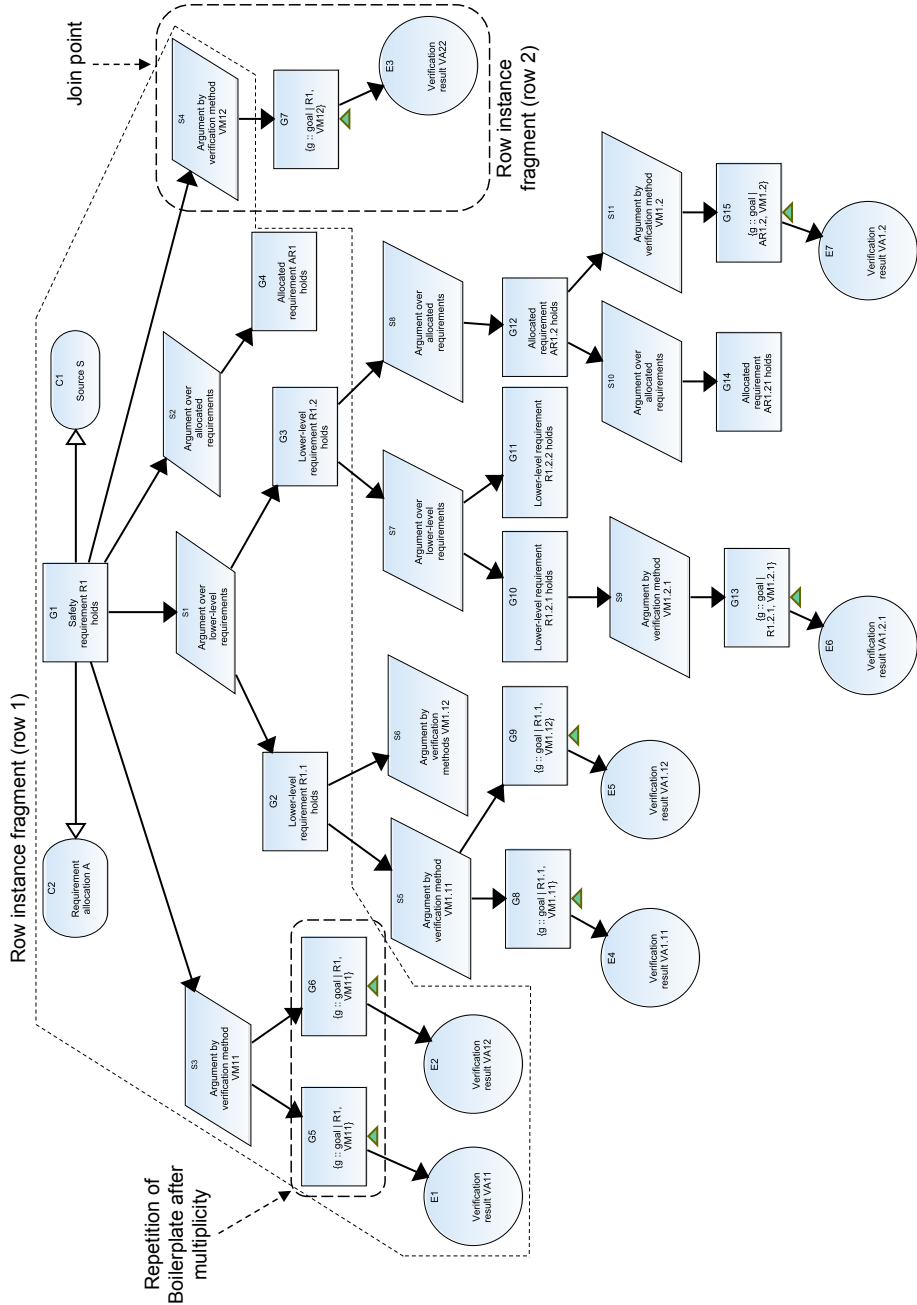 Row instance fragment (row 1)
Join point
Row instance
fragment (row 2)
Repetition of
Boilerplate after
multiplicity
C2
Requirement
allocation A
G1
Safety
requirement R1
holds
C1
Source S
S3
Argument by
verification method
VM11
S1
Argument over
lower-level
requirements
S2
Argument over
allocated
requirements
S4
Argument by
verification method
VM12
G5
{g :: goal | R1,
VM11}
G6
{g :: goal | R1,
VM11}
G2
Lower-level
requirement R1.1
holds
G3
Lower-level
requirement R1.2
holds
G4
Allocated
requirement AR1
holds
G7
{g :: goal | R1,
VM12}
E1
Verification
result VA11
E2
Verification
result VA12
S5
Argument by
verification method
VM1.11
S6
Argument by
verification
methods VM1.12
S7
Argument over
lower-level
requirements
S8
Argument over
allocated
requirements
E3
Verification
result VA22
G8
{g :: goal | R1.1,
VM1.11}
G9
{g :: goal | R1.1,
VM1.12}
G10
Lower-level requirement
R1.2.1 holds
G11
Lower-level requirement
R1.2.2 holds
G12
Allocated
requirement
AR1.2 holds
E4
Verification
result VA1.11
E5
Verification
result VA1.12
S9
Argument by
verification method
VM1.2.1
S10
Argument over
allocated
requirements
S11
Argument by
verification method
VM1.2
G13
{g :: goal |
R1.2.1, VM1.2.1}
G14
Allocated
requirement
AR1.21 holds
G15
{g :: goal |
AR1.2, VM1.2}
E6
Verification
result VA1.2.1
E7
Verification
result VA1.2